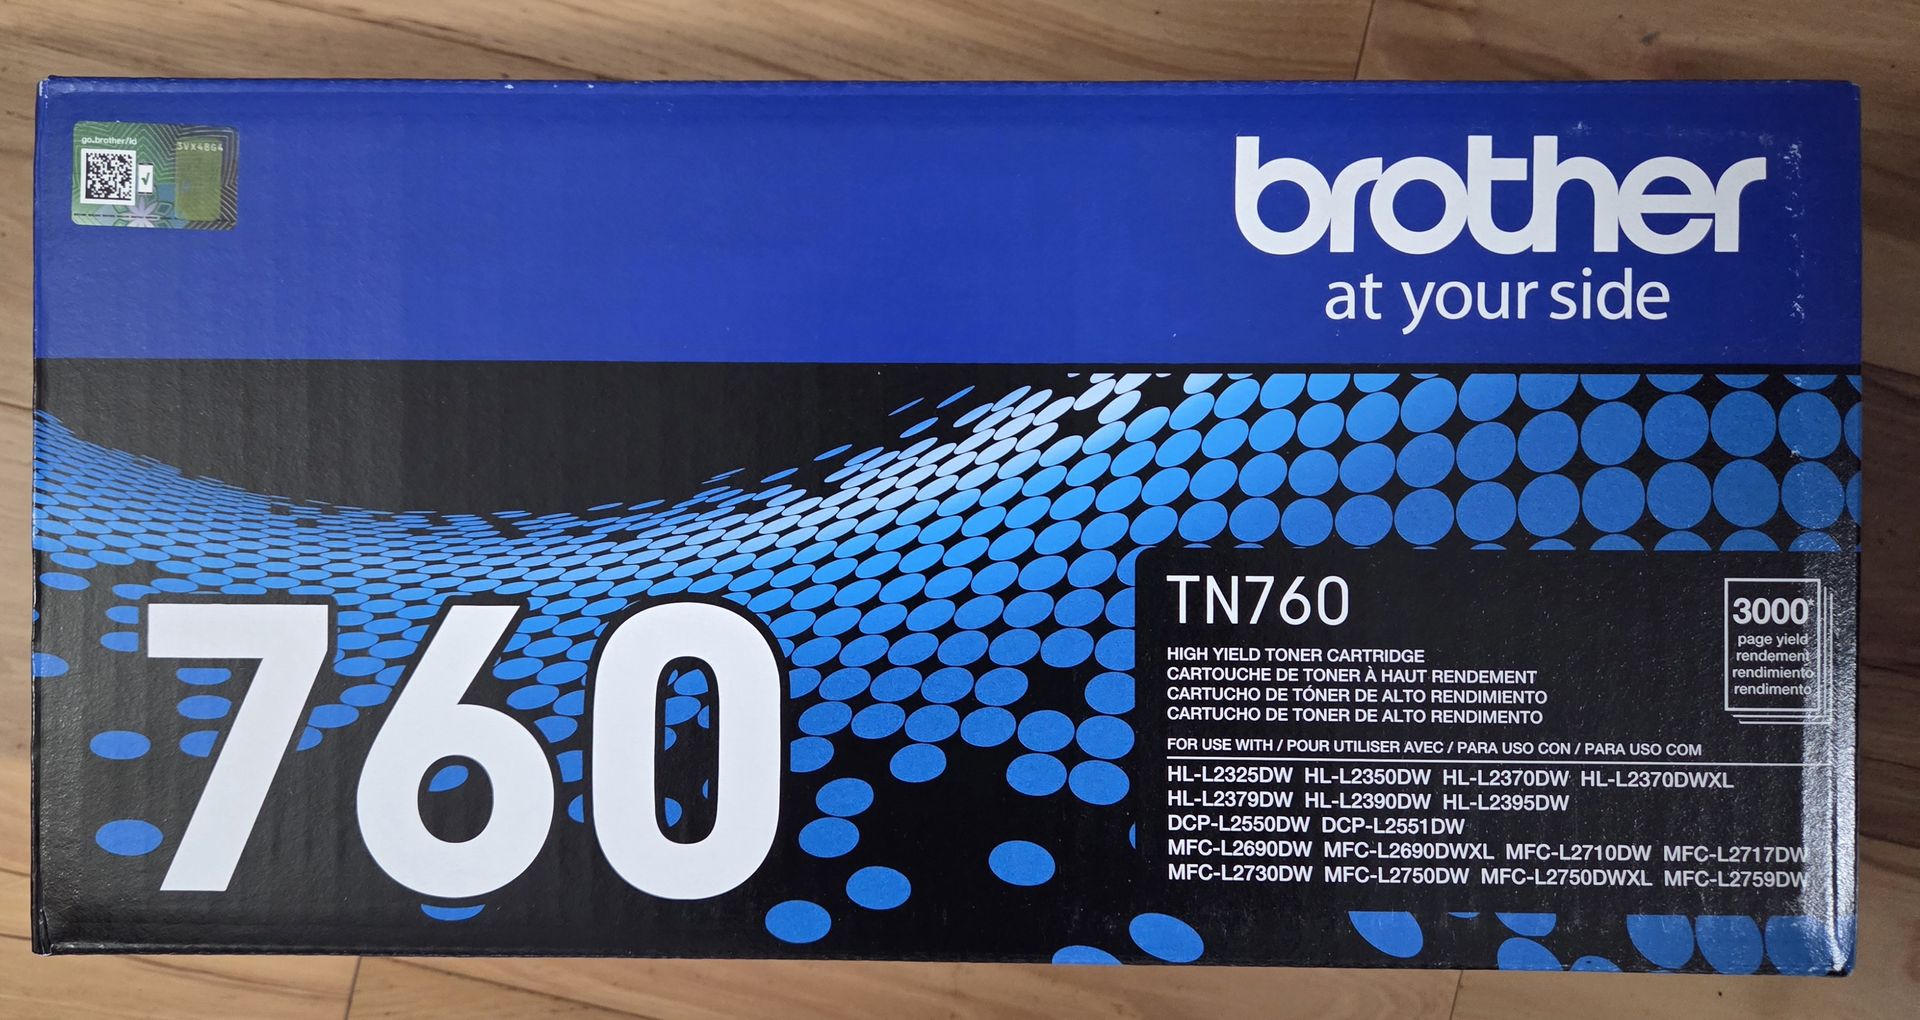 go.brother/id
3VX4BG4
brother
at your side
760
TN760
HIGH YIELD TONER CARTRIDGE
CARTOUCHE DE TONER À HAUT RENDEMENT
CARTUCHO DE TÓNER DE ALTO RENDIMIENTO
CARTUCHO DE TONER DE ALTO RENDIMENTO
3000*
page yield
rendement
rendimiento
rendimento
FOR USE WITH / POUR UTILISER AVEC / PARA USO CON / PARA USO COM
HL-L2325DW HL-L2350DW HL-L2370DW HL-L2370DWXL
HL-L2379DW HL-L2390DW HL-L2395DW
DCP-L2550DW DCP-L2551DW
MFC-L2690DW MFC-L2690DWXL MFC-L2710DW MFC-L2717DW
MFC-L2730DW MFC-L2750DW MFC-L2750DWXL MFC-L2759DW